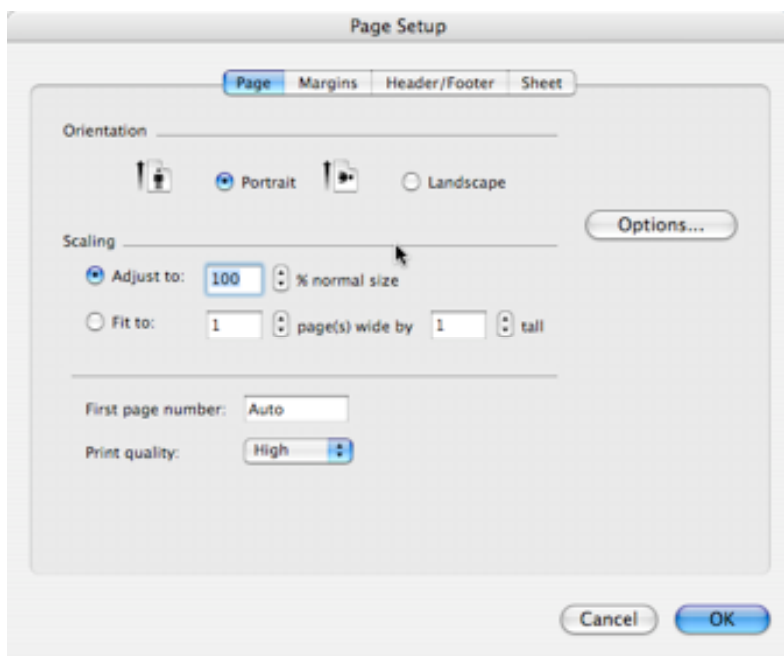 Page Setup
Page Margins Header/Footer Sheet
Orientation
Portrait Landscape
Options...
Scaling
Adjust to: 100 % normal size
Fit to: 1 page(s) wide by 1 tall
First page number: Auto
Print quality: High
Cancel OK